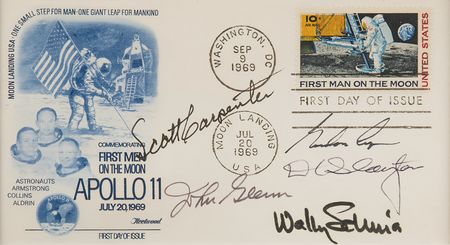 MOON LANDING USA • ONE SMALL STEP FOR MAN • ONE GIANT LEAP FOR MANKIND
COMMEMORATING
FIRST MEN
ON THE MOON
APOLLO 11
JULY 20, 1969
ASTRONAUTS
ARMSTRONG
COLLINS
ALDRIN
Fleetwood
FIRST DAY OF ISSUE
WASHINGTON, DC
SEP
9
1969
MOON LANDING
JUL
20
1969
USA
10¢
FIRST MAN ON THE MOON
UNITED STATES
FIRST DAY OF ISSUE
Scott Carpenter
John Glenn
Wally Schirra